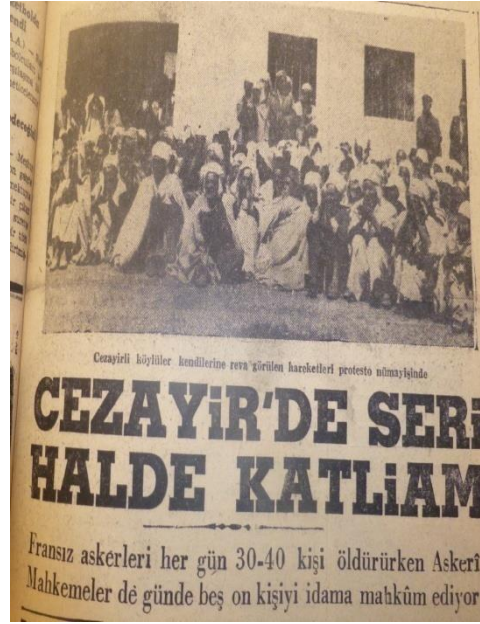 Cezayirli köylüler kendilerine reva görülen hareketleri protesto nümayişinde
CEZAYiR'DE SERi
HALDE KATLiAM
Fransız askerleri her gün 30-40 kişi öldürürken Askerî
Mahkemeler de günde beş on kişiyi idama mahkûm ediyor